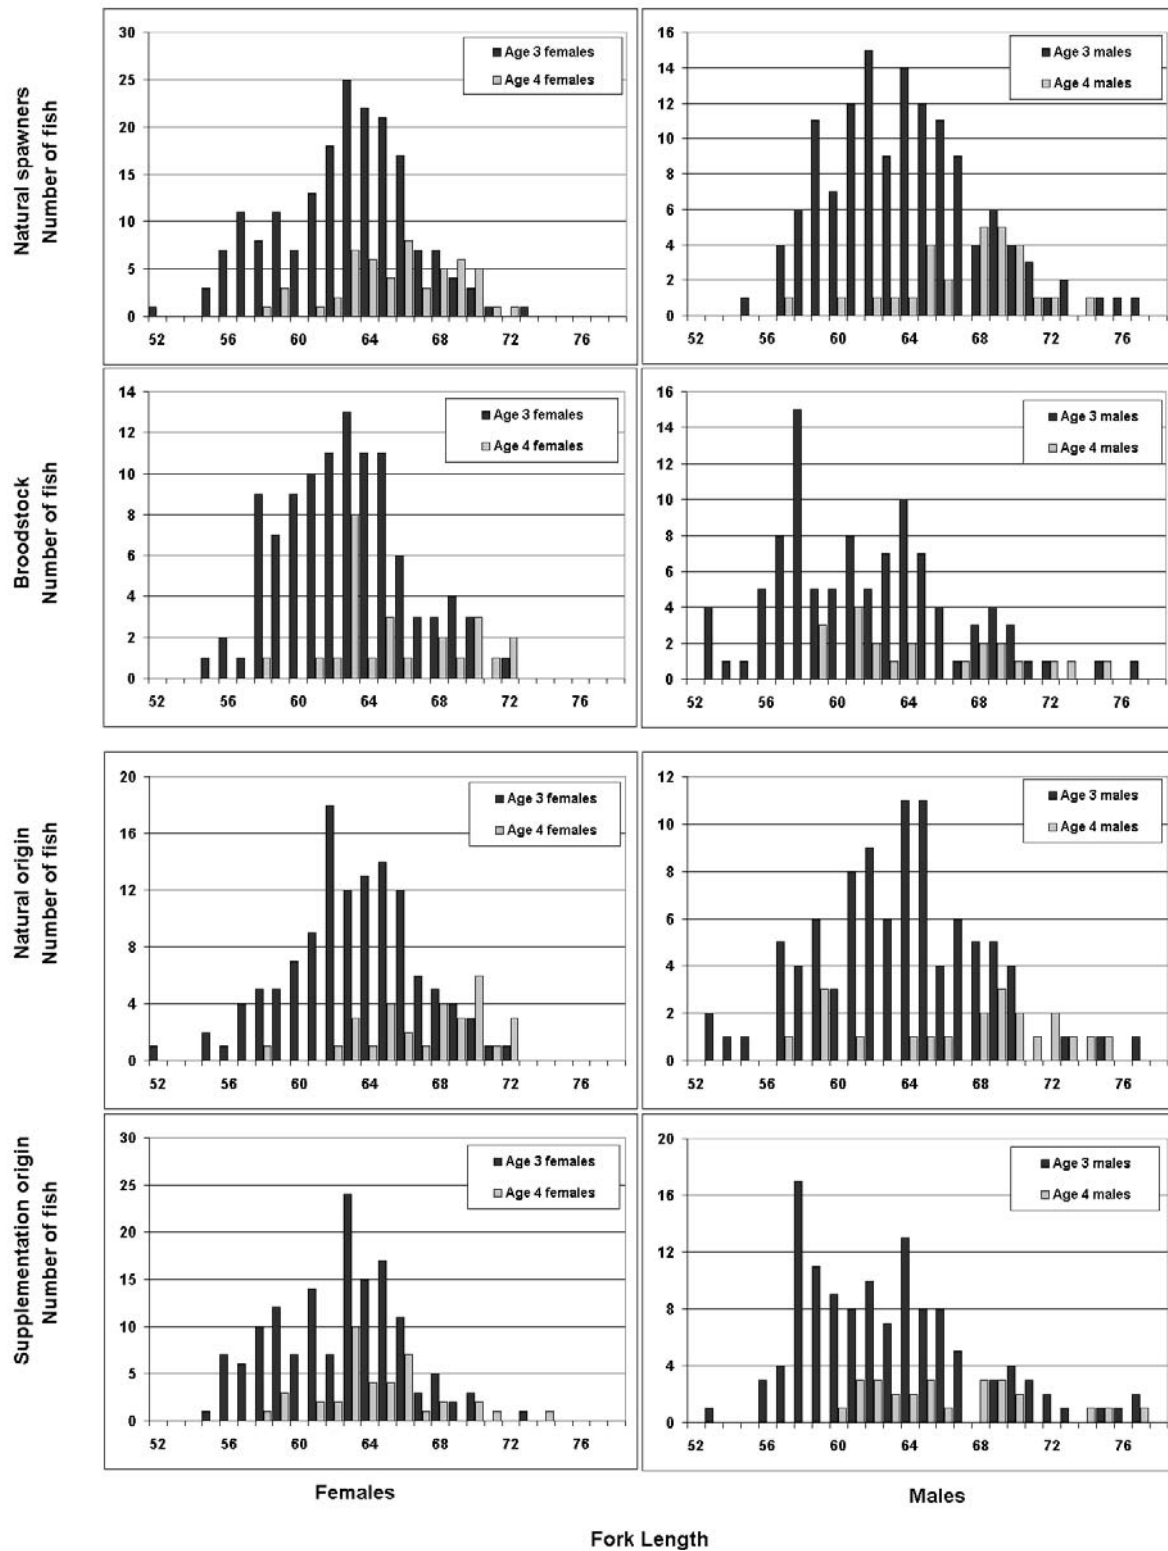 Natural spawners
Number of fish
30
25
20
15
10
5
0
52 56 60 64 68 72 76
Age 3 females
Age 4 females
16
14
12
10
8
6
4
2
0
52 56 60 64 68 72 76
Age 3 males
Age 4 males
Broodstock
Number of fish
14
12
10
8
6
4
2
0
52 56 60 64 68 72 76
Age 3 females
Age 4 females
16
14
12
10
8
6
4
2
0
52 56 60 64 68 72 76
Age 3 males
Age 4 males
Natural origin
Number of fish
20
16
12
8
4
0
52 56 60 64 68 72 76
Age 3 females
Age 4 females
12
10
8
6
4
2
0
52 56 60 64 68 72 76
Age 3 males
Age 4 males
Supplementation origin
Number of fish
30
25
20
15
10
5
0
52 56 60 64 68 72 76
Age 3 females
Age 4 females
20
16
12
8
4
0
52 56 60 64 68 72 76
Age 3 males
Age 4 males
Females Males
Fork Length